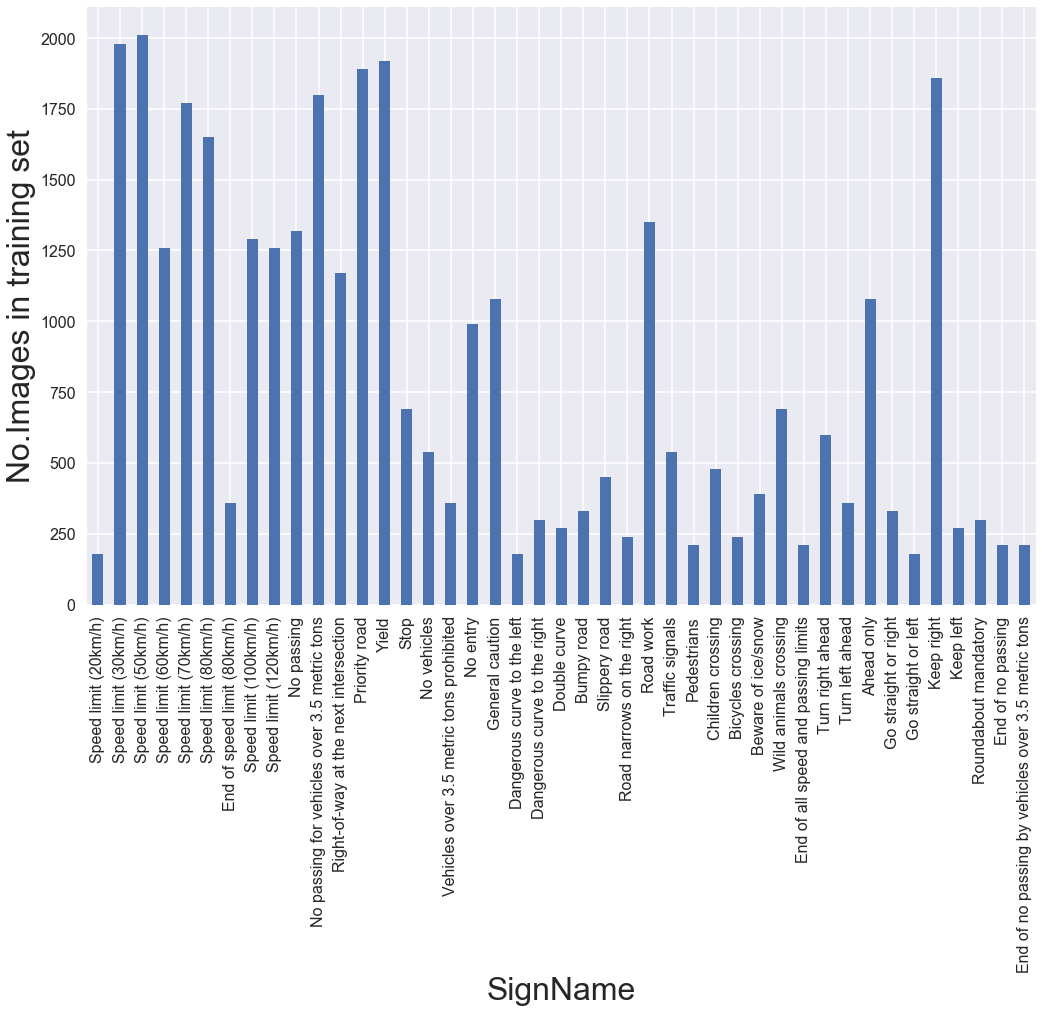 No.Images in training set
2000
1750
1500
1250
1000
750
500
250
0
Speed limit (20km/h)
Speed limit (30km/h)
Speed limit (50km/h)
Speed limit (60km/h)
Speed limit (70km/h)
Speed limit (80km/h)
End of speed limit (80km/h)
Speed limit (100km/h)
Speed limit (120km/h)
No passing
No passing for vehicles over 3.5 metric tons
Right-of-way at the next intersection
Priority road
Yield
Stop
No vehicles
Vehicles over 3.5 metric tons prohibited
No entry
General caution
Dangerous curve to the left
Dangerous curve to the right
Double curve
Bumpy road
Slippery road
Road narrows on the right
Road work
Traffic signals
Pedestrians
Children crossing
Bicycles crossing
Beware of ice/snow
Wild animals crossing
End of all speed and passing limits
Turn right ahead
Turn left ahead
Ahead only
Go straight or right
Go straight or left
Keep right
Keep left
Roundabout mandatory
End of no passing
End of no passing by vehicles over 3.5 metric tons
SignName